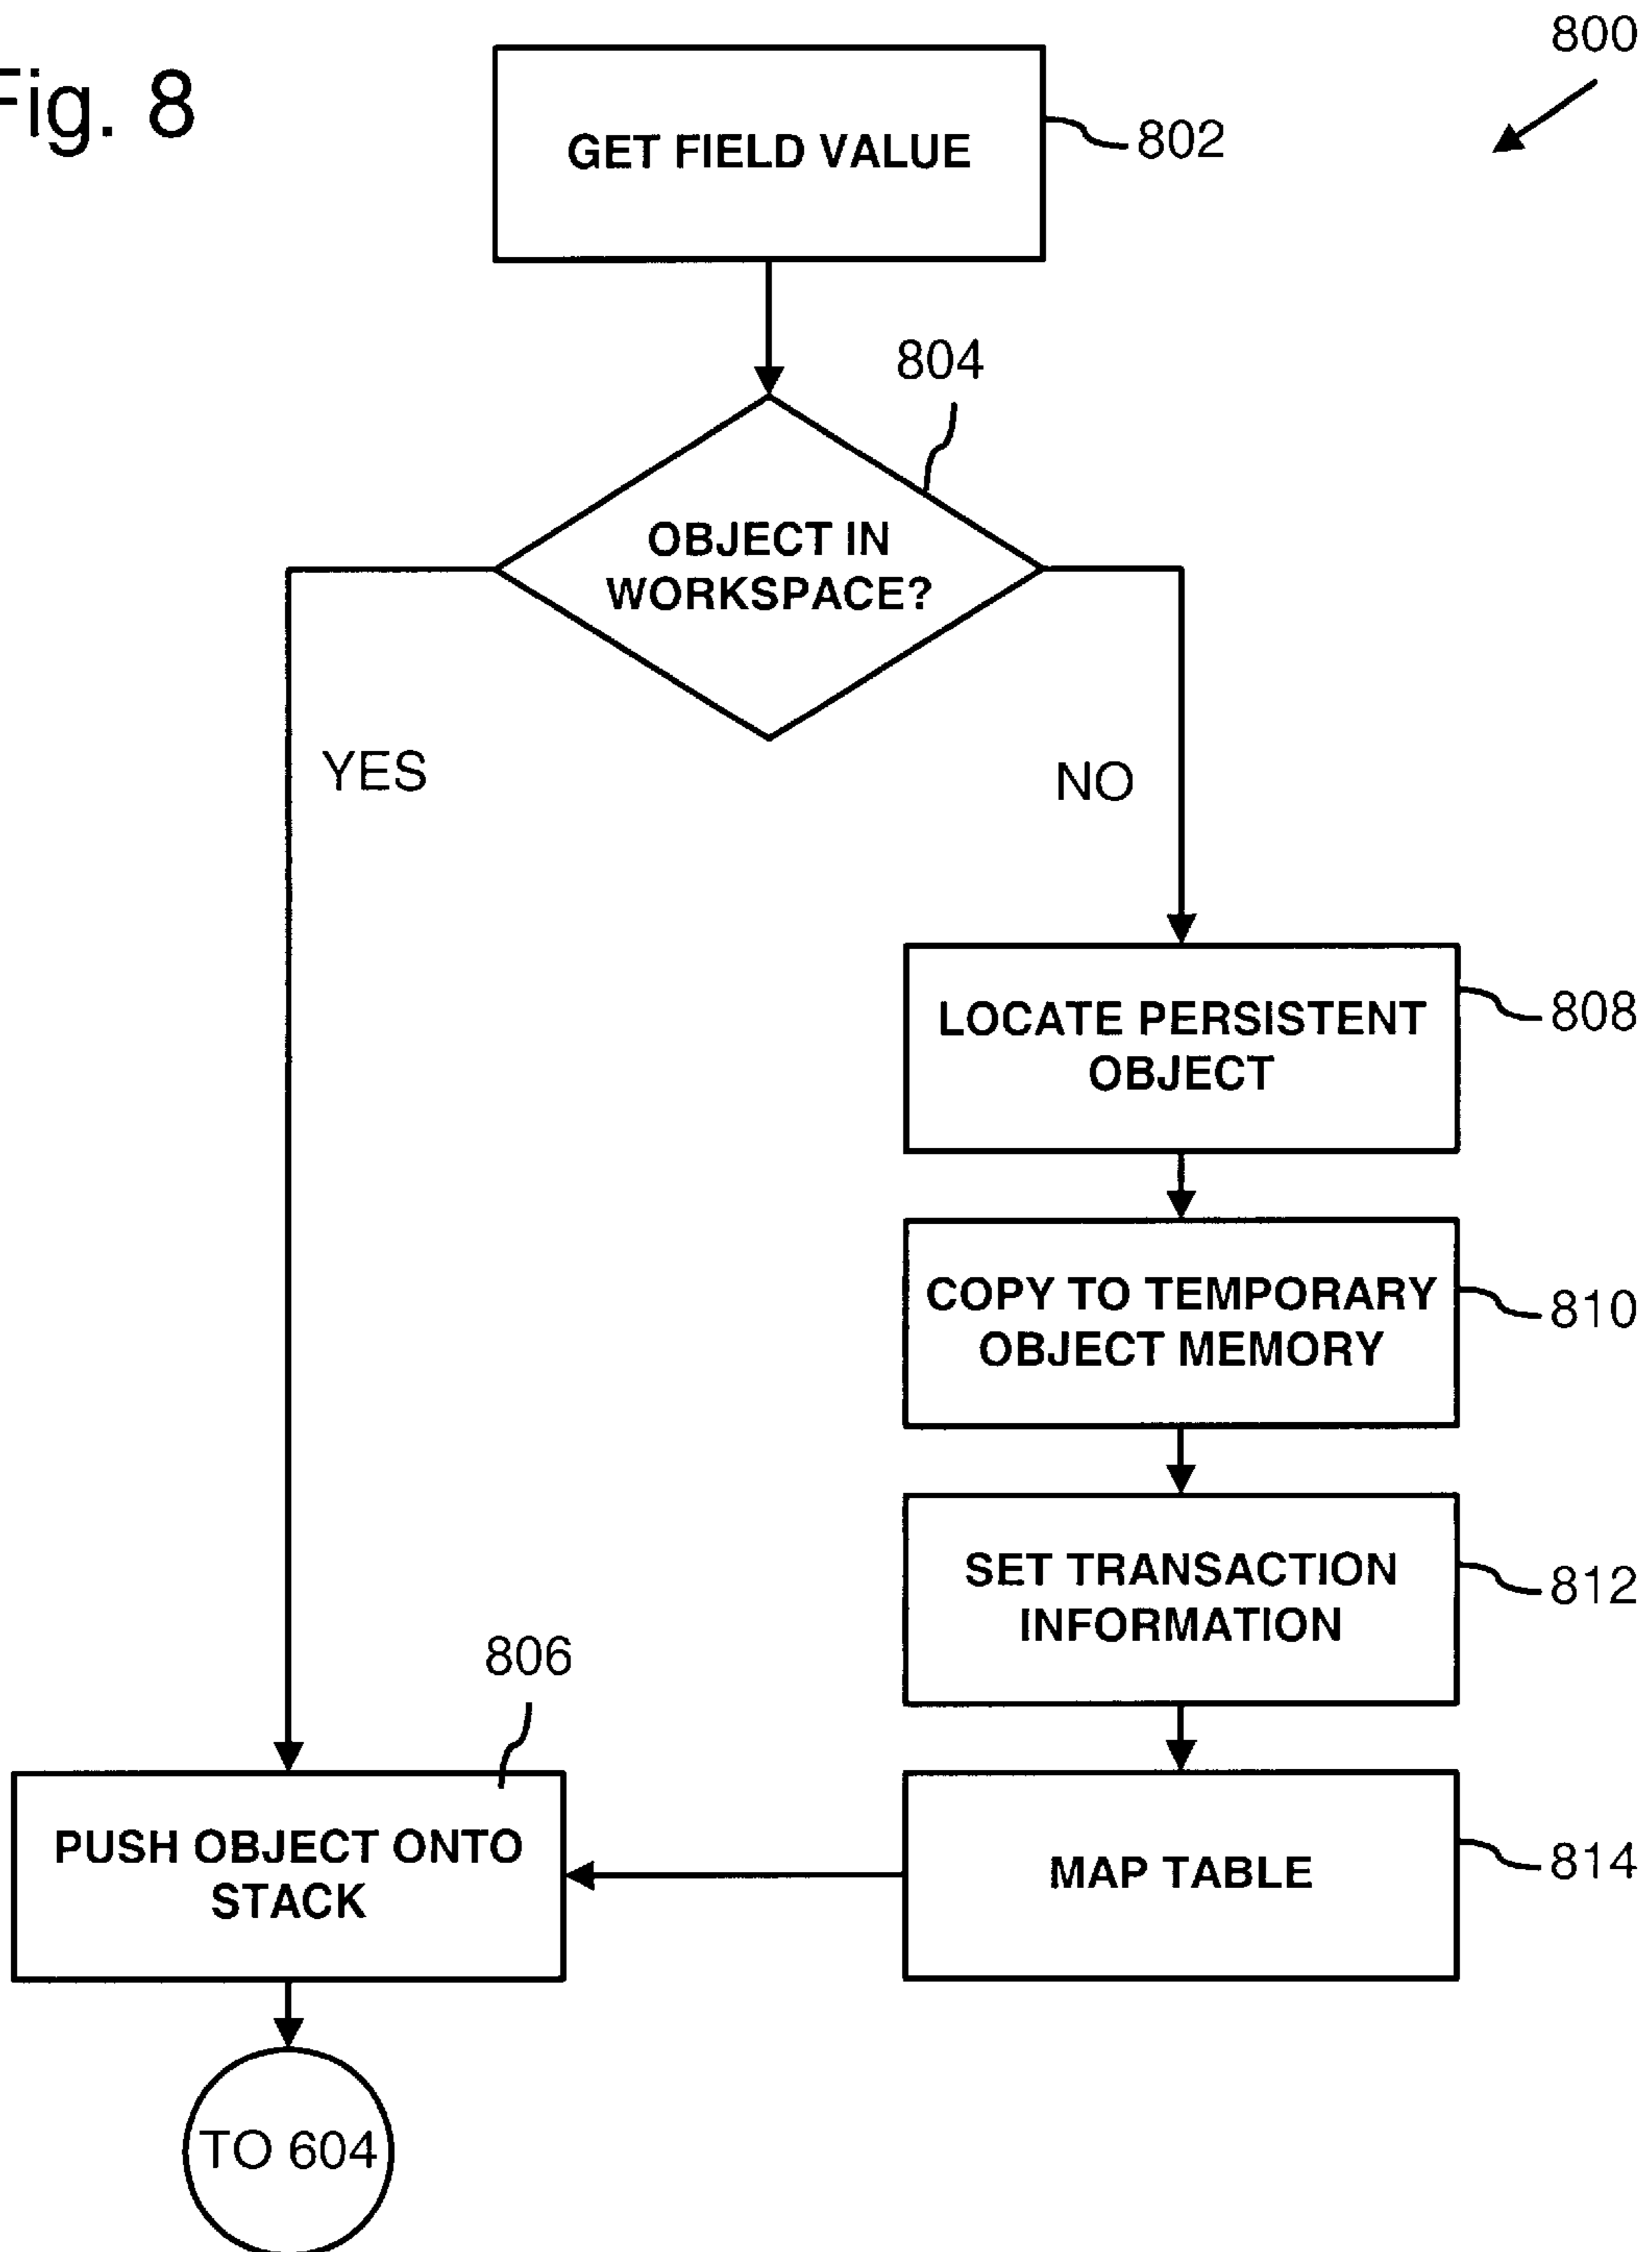 Fig. 8
800
GET FIELD VALUE
802
804
OBJECT IN
WORKSPACE?
YES
NO
LOCATE PERSISTENT
OBJECT
808
COPY TO TEMPORARY
OBJECT MEMORY
810
SET TRANSACTION
INFORMATION
812
806
PUSH OBJECT ONTO
STACK
MAP TABLE
814
TO 604